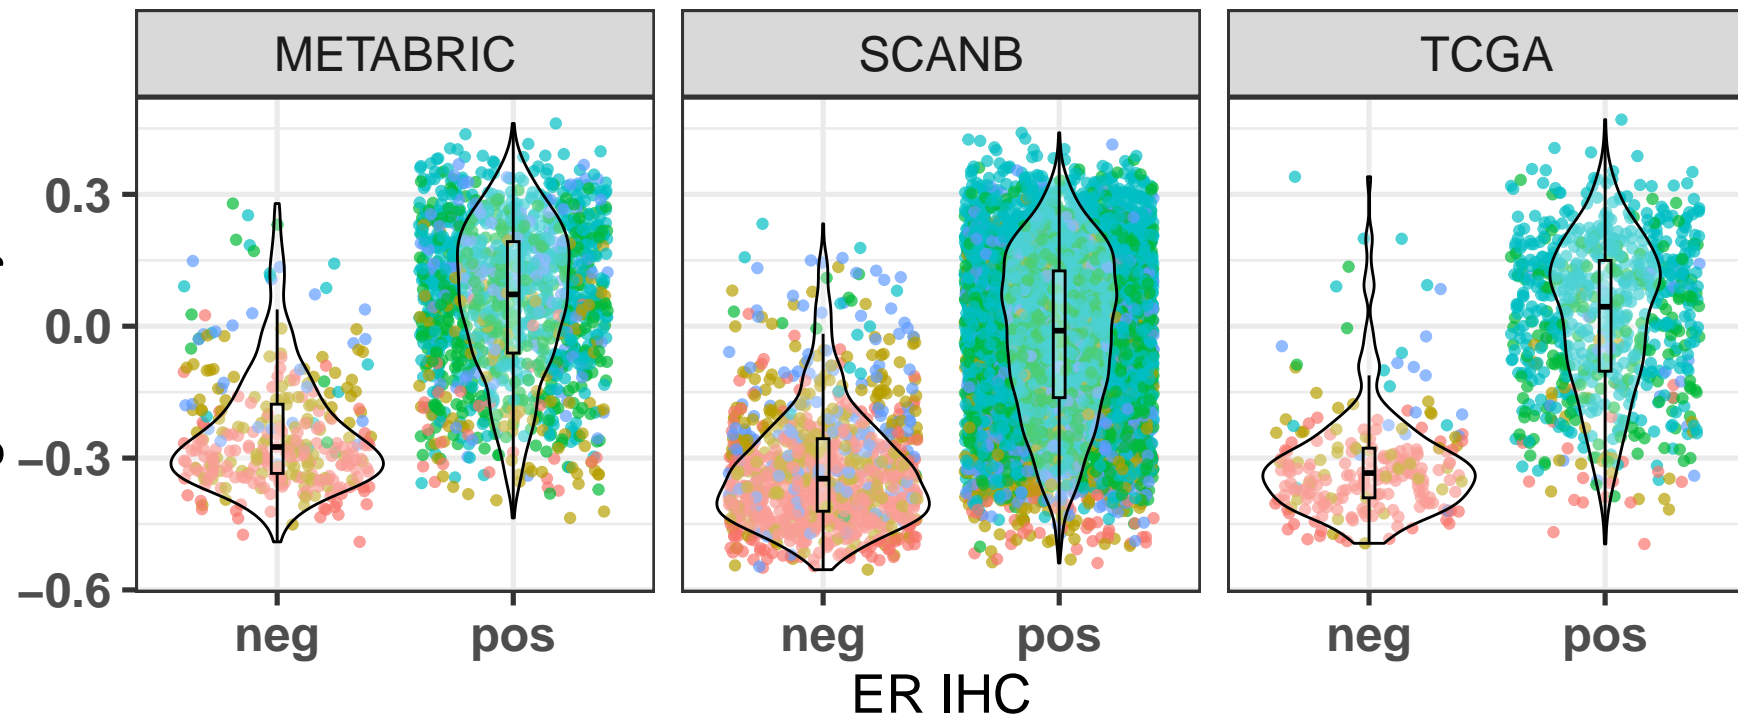 METABRIC SCANB TCGA
0.3
0.0
−0.3
−0.6
neg pos neg pos neg pos
ER IHC